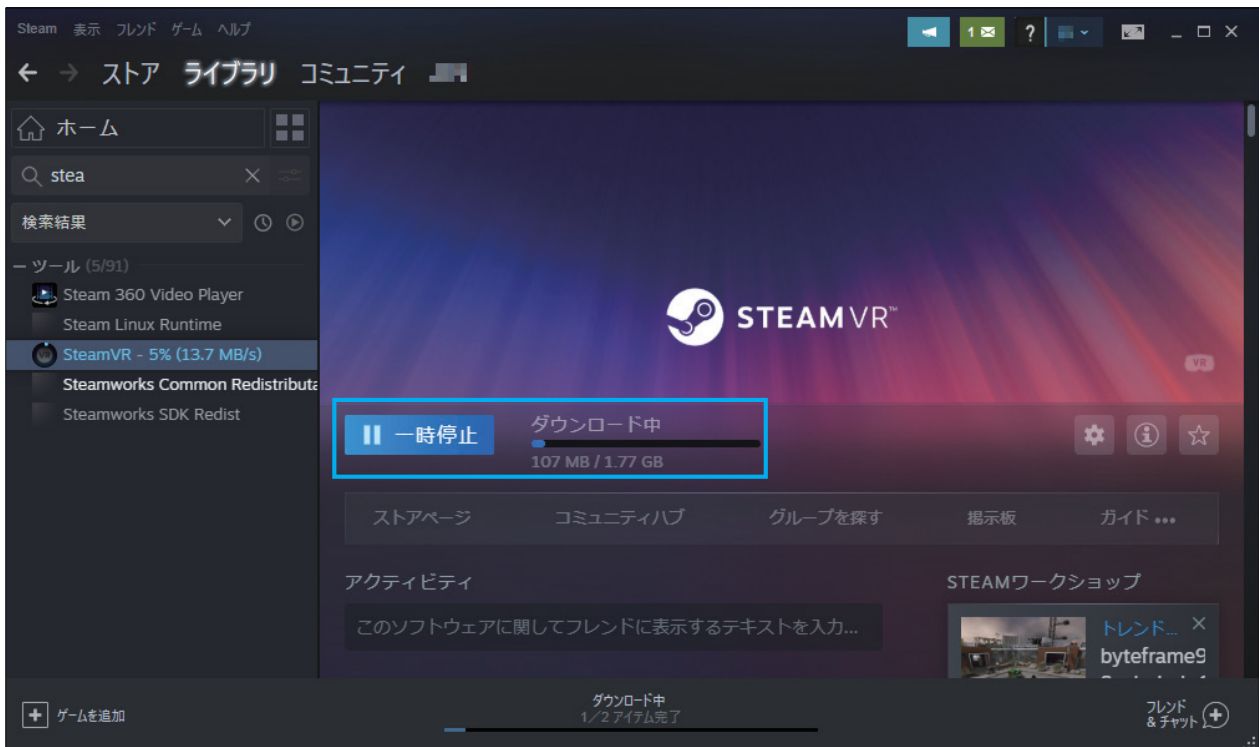 Steam 表示 フレンド ゲーム ヘルプ
1
?
ストア ライブラリ コミュニティ
ホーム
stea
検索結果
ツール (5/91)
Steam 360 Video Player
Steam Linux Runtime
SteamVR - 5% (13.7 MB/s)
Steamworks Common Redistributa
Steamworks SDK Redist
STEAMVR™
VR
一時停止
ダウンロード中
107 MB / 1.77 GB
ストアページ コミュニティハブ グループを探す 掲示板 ガイド •••
アクティビティ
このソフトウェアに関してフレンドに表示するテキストを入力...
STEAMワークショップ
トレンド...
byteframe9
ゲームを追加
ダウンロード中
1/2 アイテム完了
フレンド
& チャット